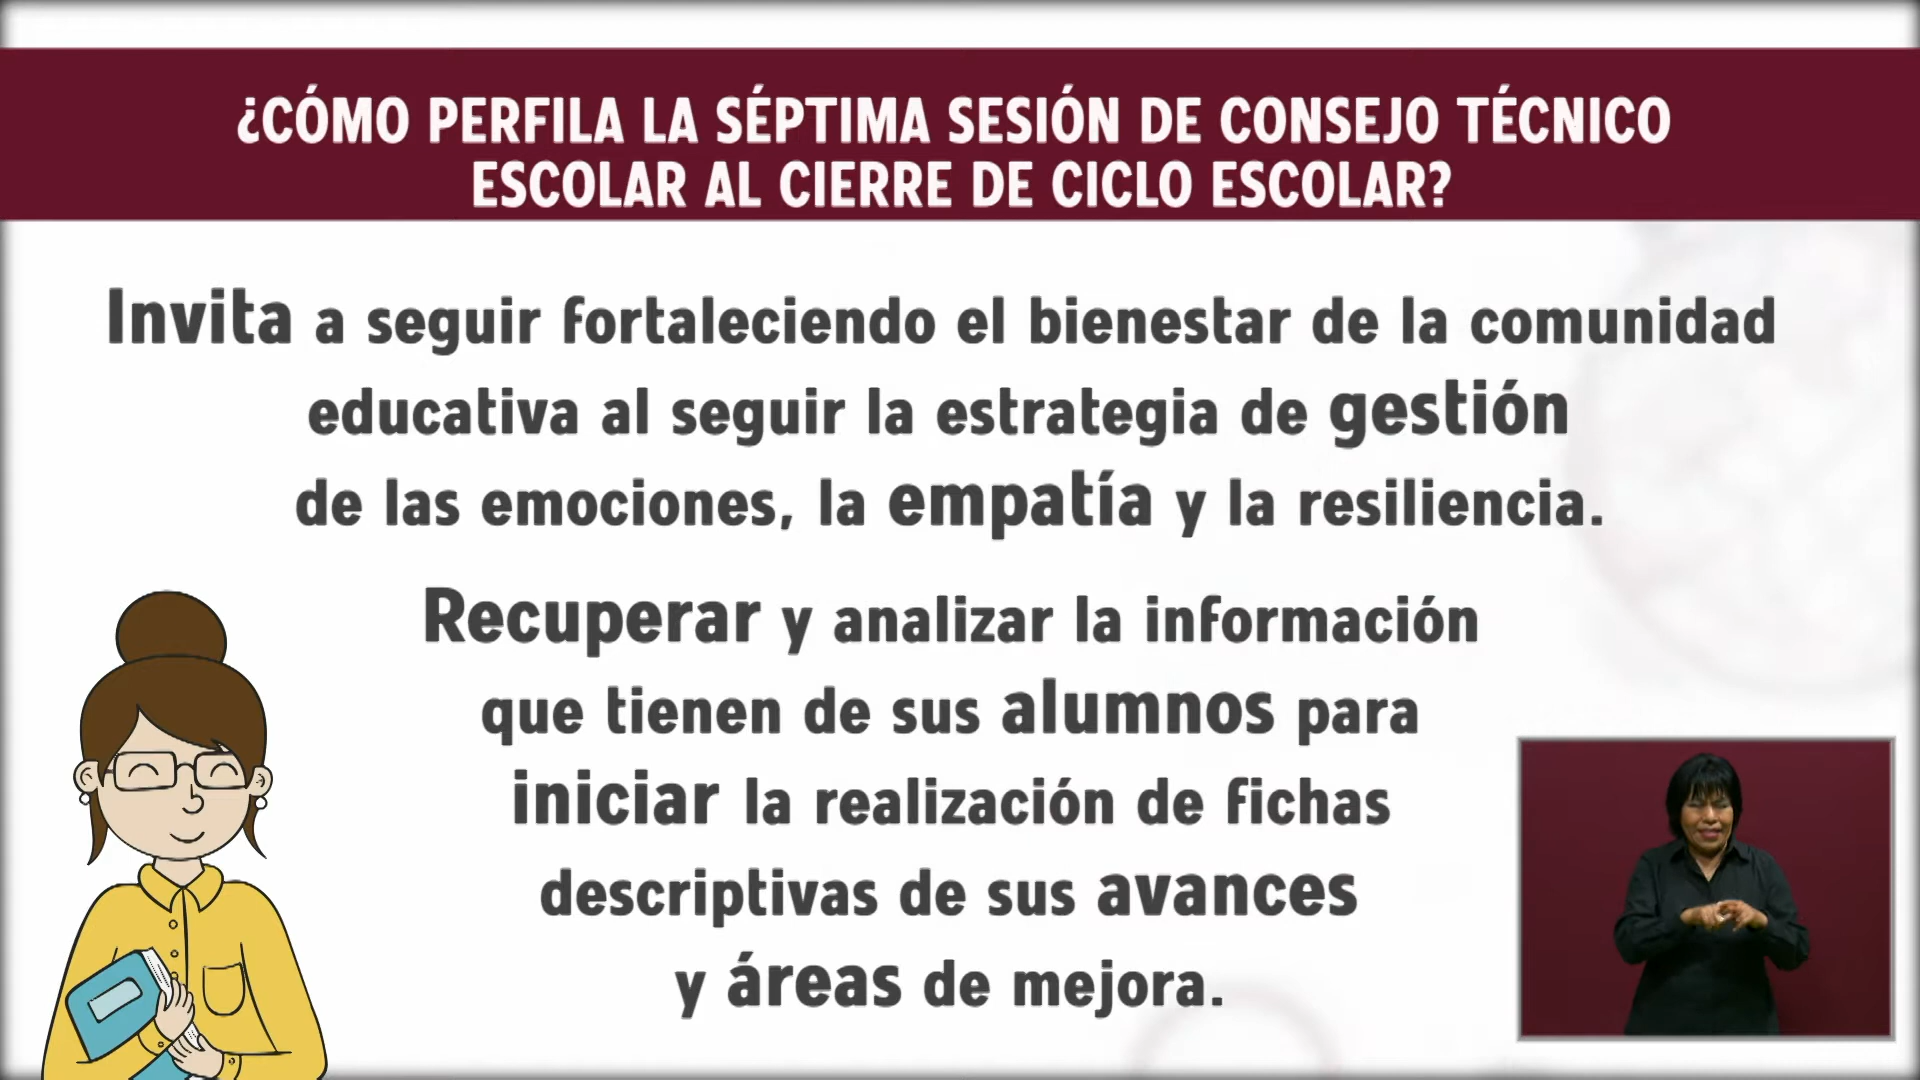 ¿CÓMO PERFILA LA SÉPTIMA SESIÓN DE CONSEJO TÉCNICO
ESCOLAR AL CIERRE DE CICLO ESCOLAR?
Invita a seguir fortaleciendo el bienestar de la comunidad
educativa al seguir la estrategia de gestión
de las emociones, la empatía y la resiliencia.
Recuperar y analizar la información
que tienen de sus alumnos para
iniciar la realización de fichas
descriptivas de sus avances
y áreas de mejora.